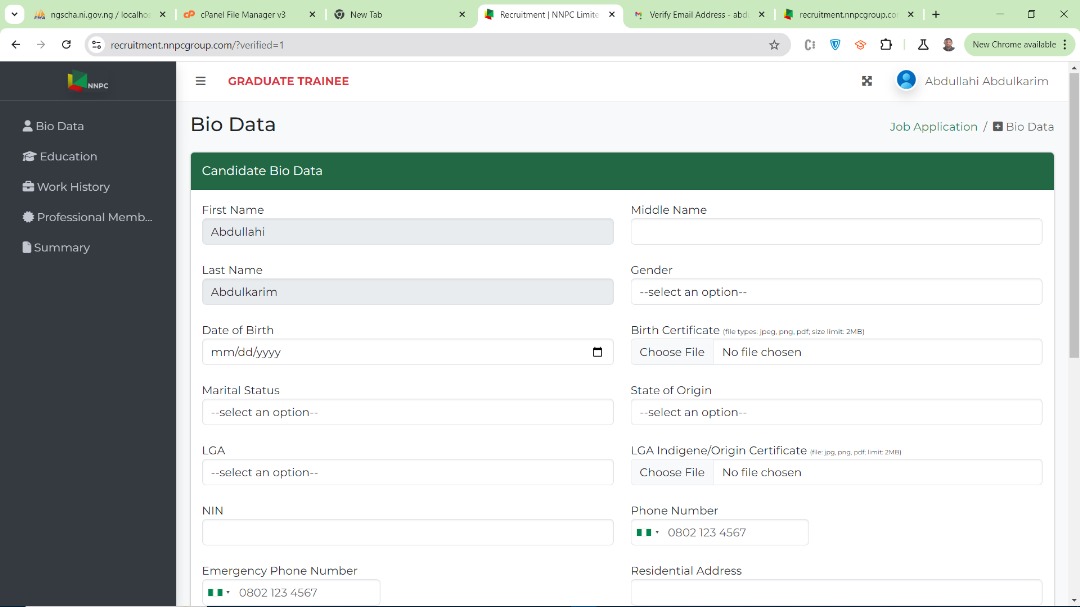 ngscha.ni.gov.ng / localho
cPanel File Manager v3
New Tab
Recruitment | NNPC Limite
Verify Email Address - abd
recruitment.nnpcgroup.co
recruitment.nnpcgroup.com/?verified=1
New Chrome available
NNPC
GRADUATE TRAINEE
Abdullahi Abdulkarim
Bio Data
Education
Work History
Professional Memb...
Summary
Bio Data
Job Application / Bio Data
Candidate Bio Data
First Name
Abdullahi
Middle Name
Last Name
Abdulkarim
Gender
--select an option--
Date of Birth
mm/dd/yyyy
Birth Certificate (file types: jpeg, png, pdf; size limit: 2MB)
Choose File No file chosen
Marital Status
--select an option--
State of Origin
--select an option--
LGA
--select an option--
LGA Indigene/Origin Certificate (file: jpg, png, pdf: limit: 2MB)
Choose File No file chosen
NIN
Phone Number
0802 123 4567
Emergency Phone Number
0802 123 4567
Residential Address